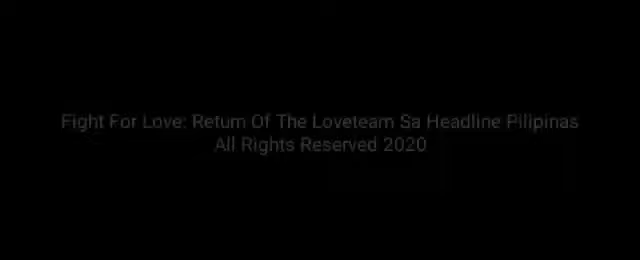 Fight For Love: Return Of The Loveteam Sa Headline Pilipinas
All Rights Reserved 2020